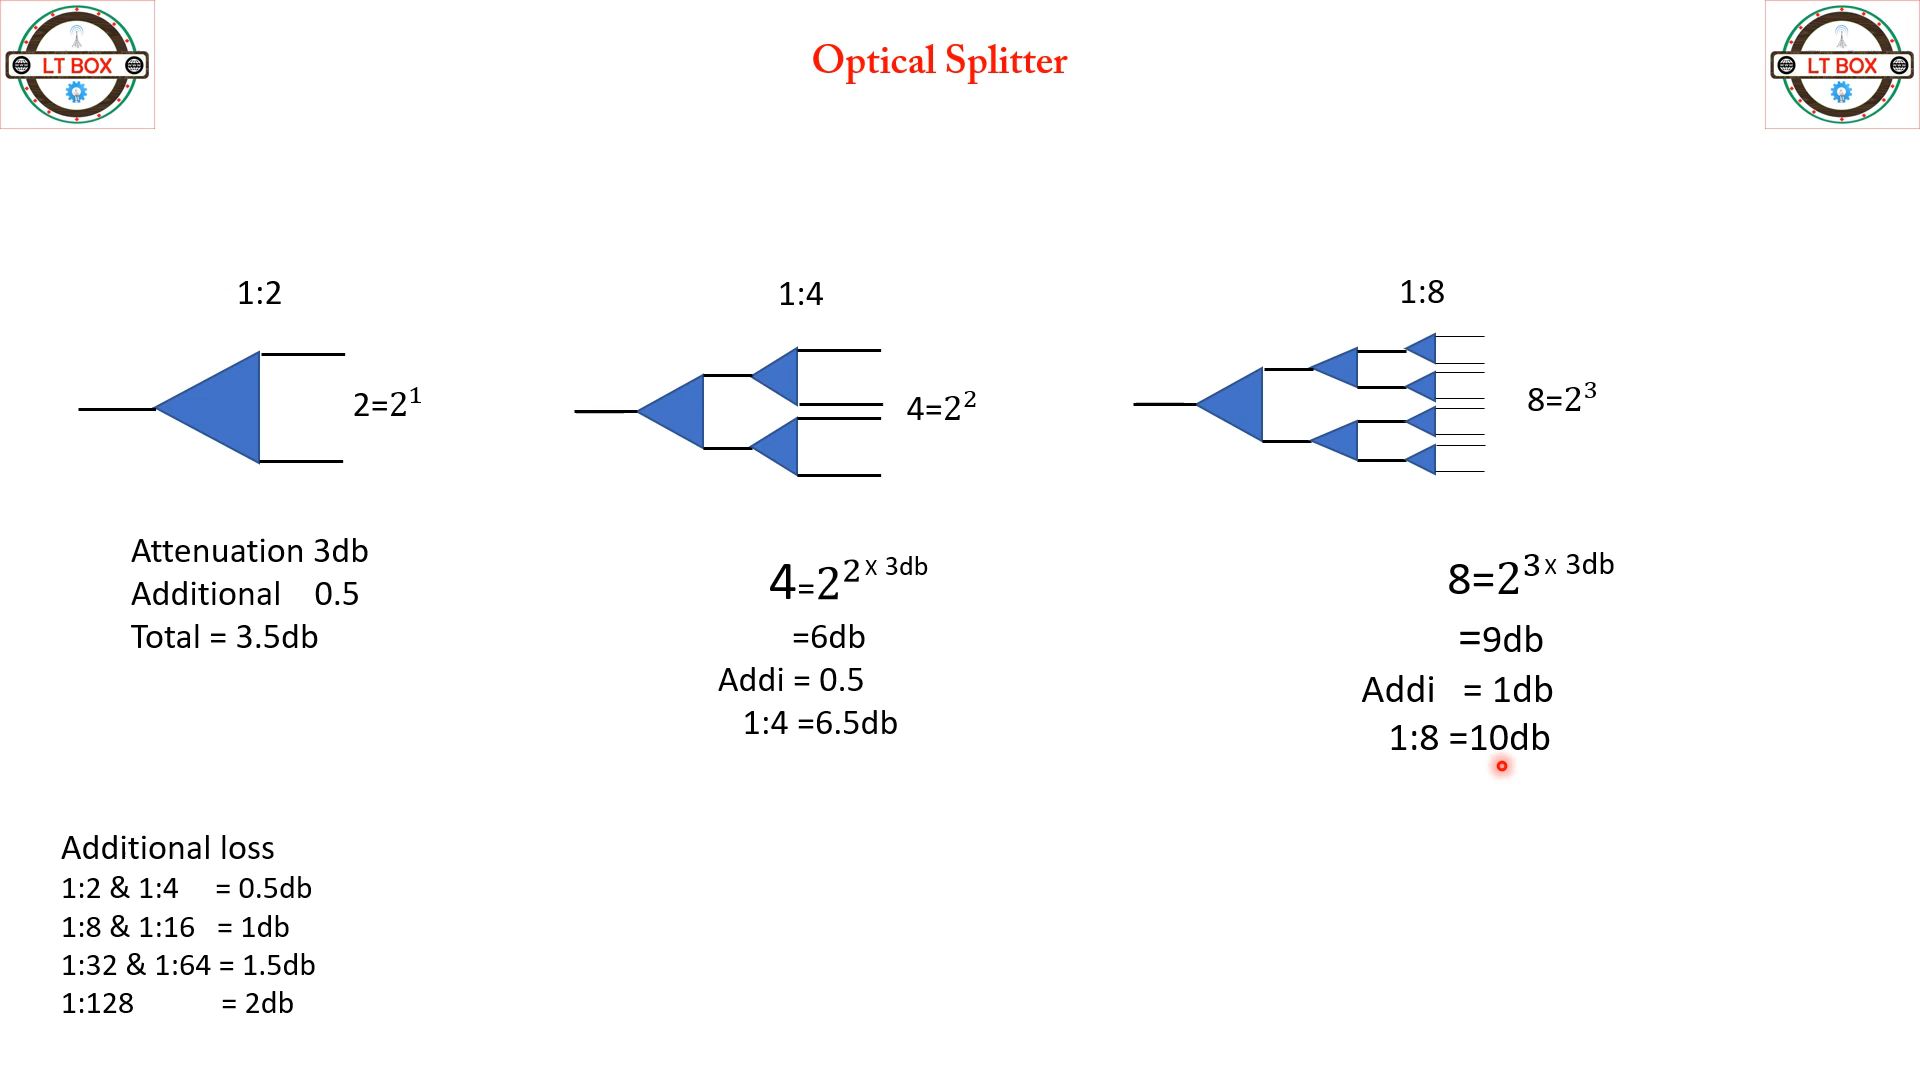 LT BOX
Optical Splitter
LT BOX
1:2
2=2¹
Attenuation 3db
Additional 0.5
Total = 3.5db
1:4
4=2²
4=2² ˣ 3db
=6db
Addi = 0.5
1:4 =6.5db
1:8
8=2³
8=2³ ˣ 3db
=9db
Addi = 1db
1:8 =10db
Additional loss
1:2 & 1:4 = 0.5db
1:8 & 1:16 = 1db
1:32 & 1:64 = 1.5db
1:128 = 2db